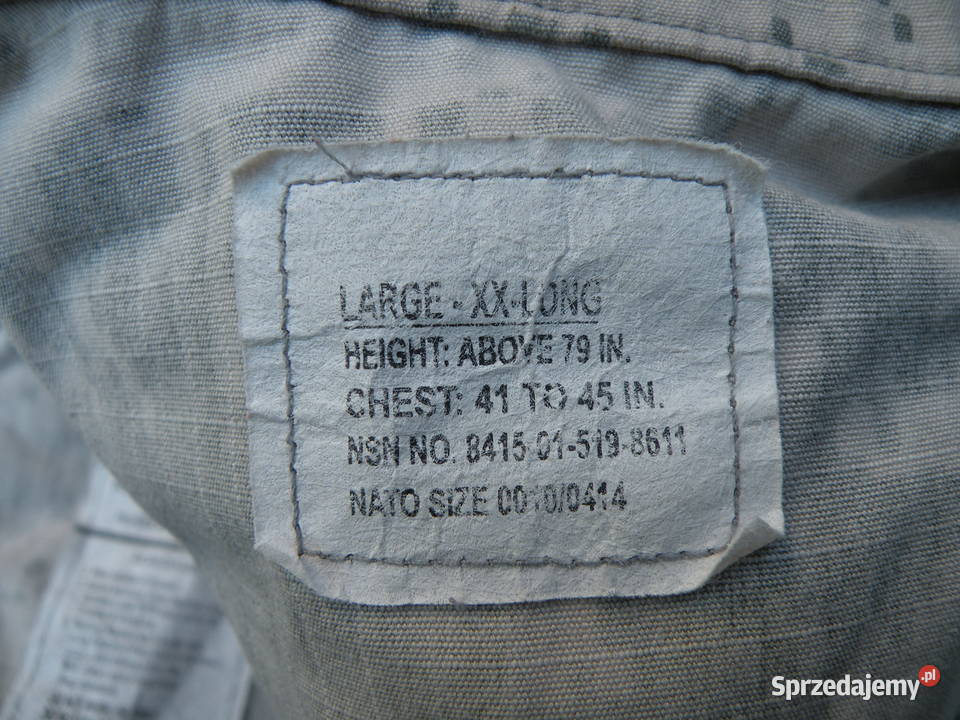 LARGE - XX-LONG
HEIGHT: ABOVE 79 IN.
CHEST: 41 TO 45 IN.
NSN NO. 8415-01-519-8611
NATO SIZE 0010/0414
Sprzedajemy.pl